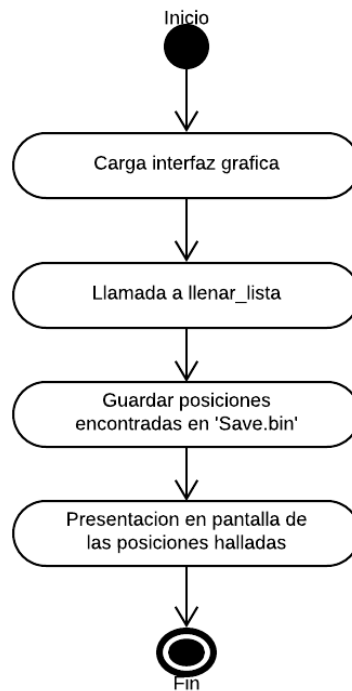 Inicio
Carga interfaz grafica
Llamada a llenar_lista
Guardar posiciones
encontradas en 'Save.bin'
Presentacion en pantalla de
las posiciones halladas
Fin